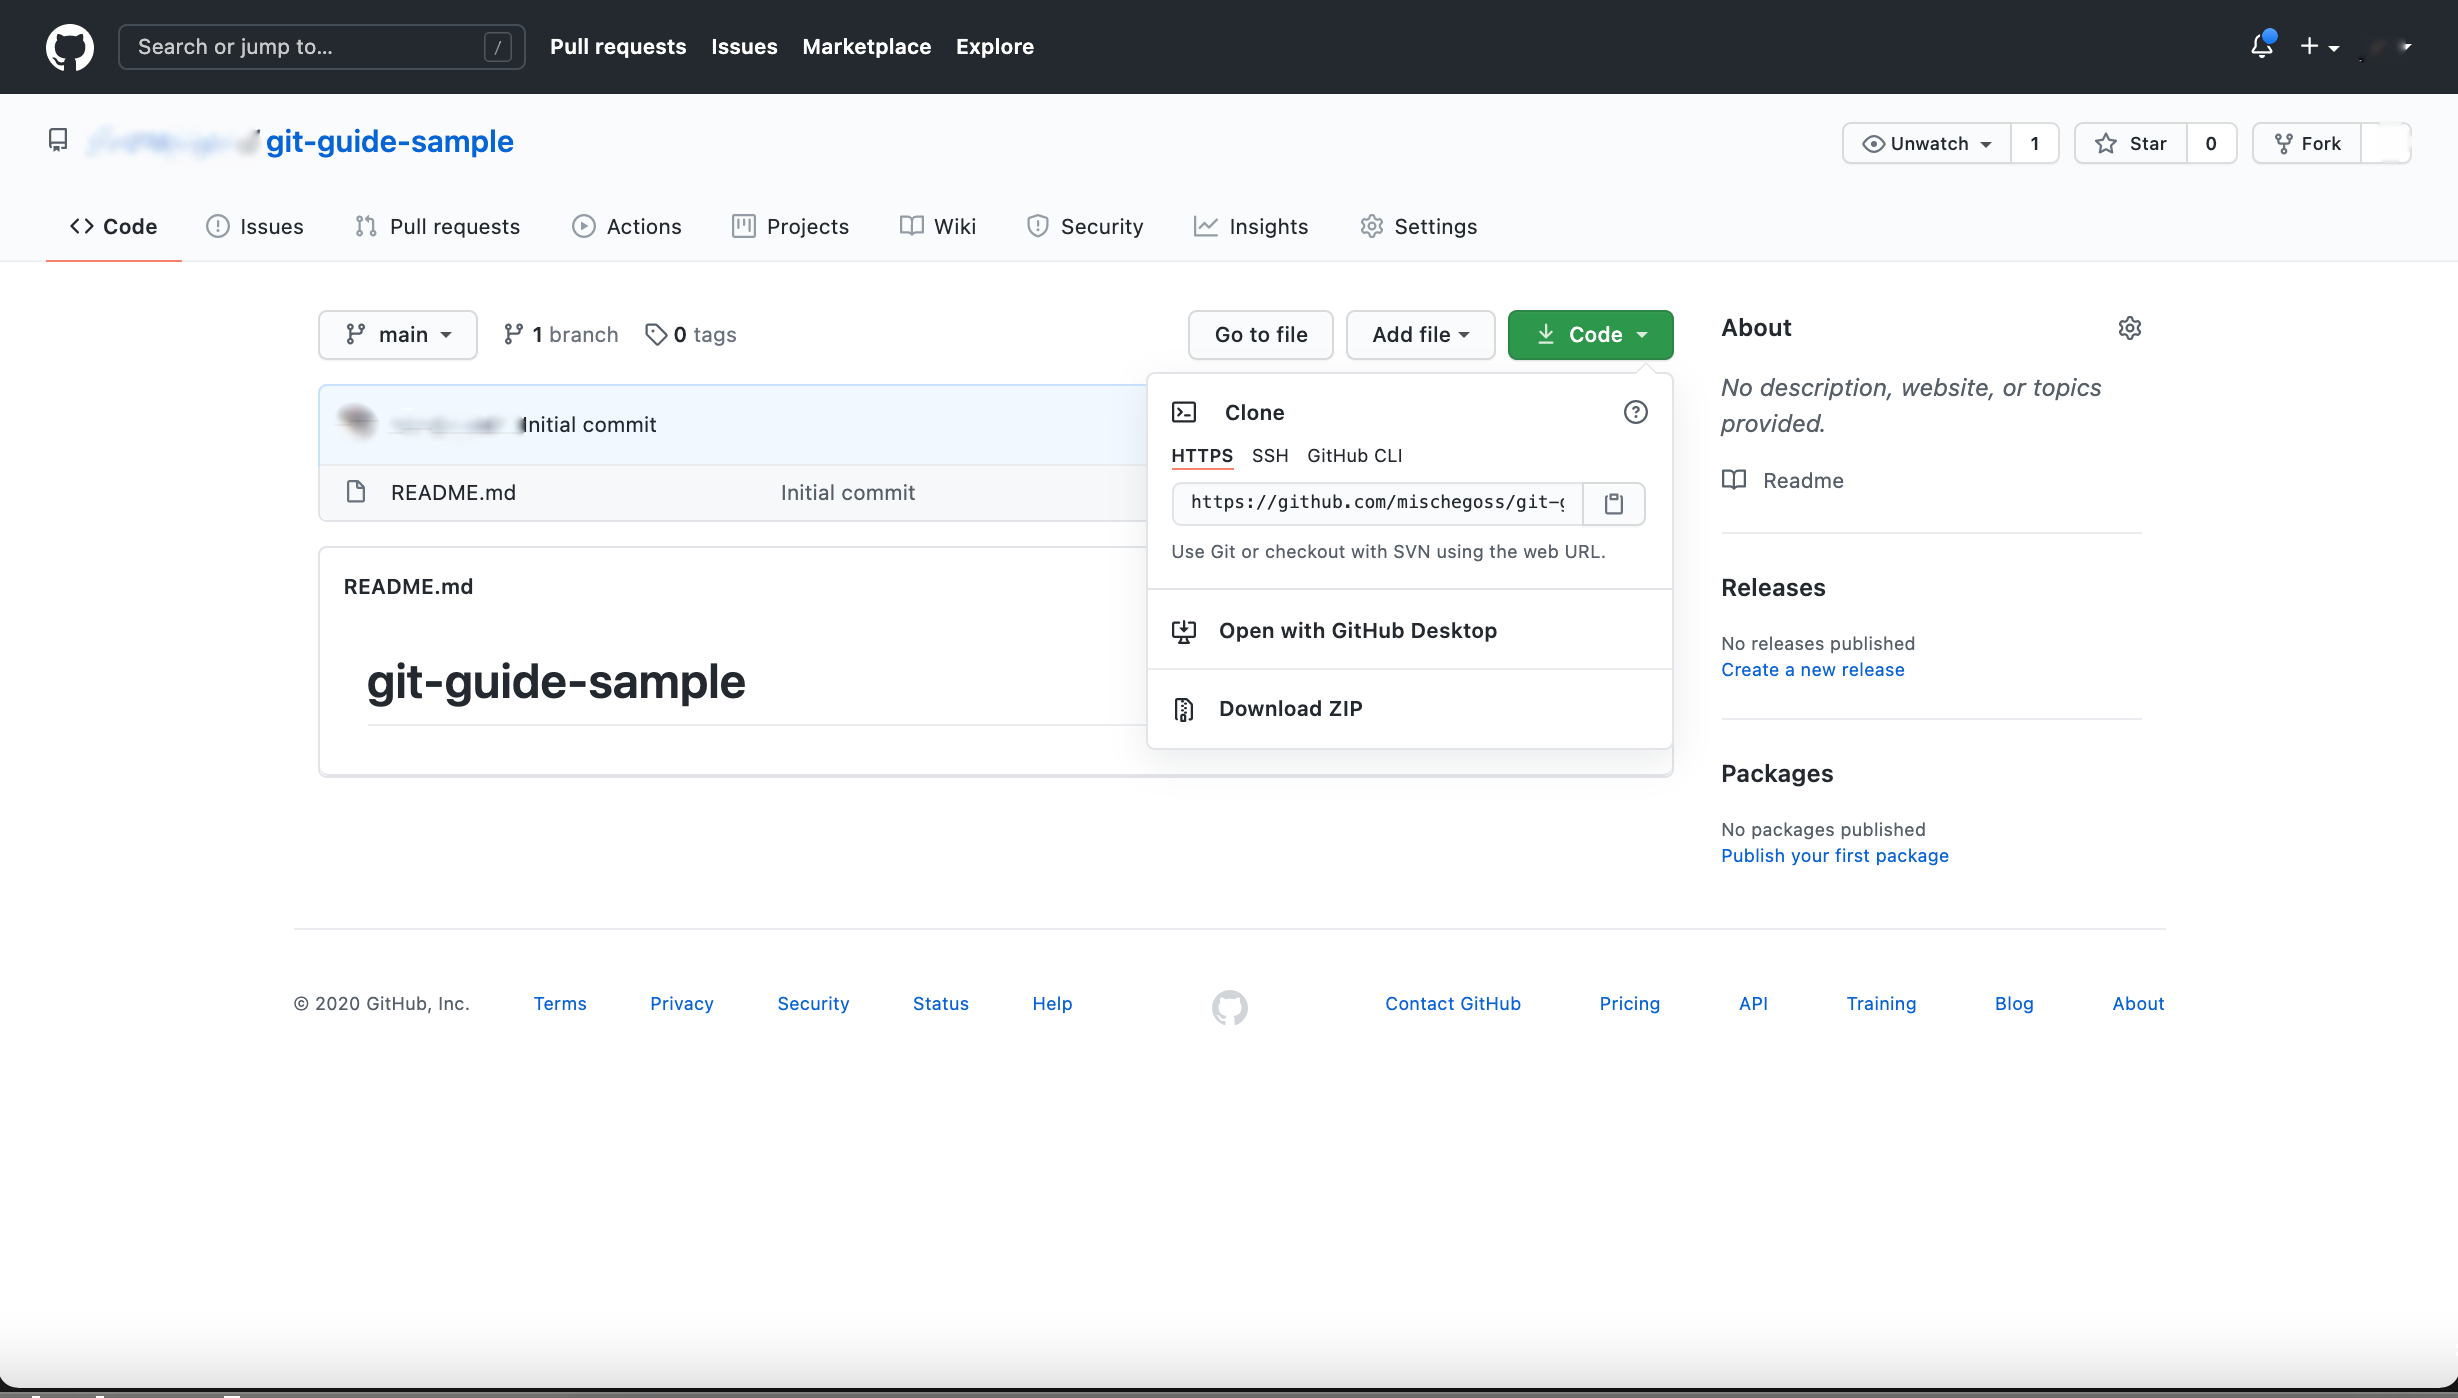 Search or jump to... /
Pull requests Issues Marketplace Explore
git-guide-sample
Unwatch 1 Star 0 Fork
Code Issues Pull requests Actions Projects Wiki Security Insights Settings
main 1 branch 0 tags
Go to file Add file Code
Initial commit
README.md Initial commit
README.md
git-guide-sample
Clone
HTTPS SSH GitHub CLI
https://github.com/mischegoss/git-g
Use Git or checkout with SVN using the web URL.
Open with GitHub Desktop
Download ZIP
About
No description, website, or topics
provided.
Readme
Releases
No releases published
Create a new release
Packages
No packages published
Publish your first package
© 2020 GitHub, Inc. Terms Privacy Security Status Help Contact GitHub Pricing API Training Blog About